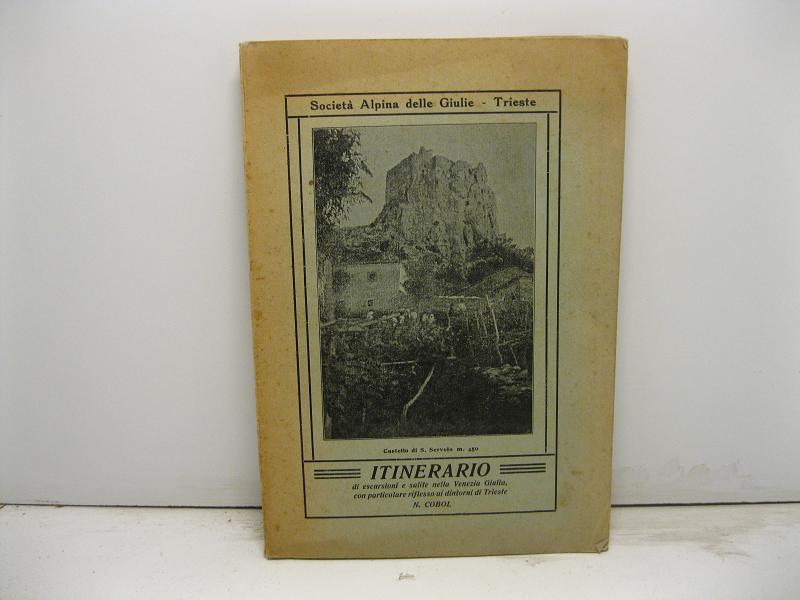 Società Alpina delle Giulie - Trieste
Castello di S. Servolo m. 480
ITINERARIO
di escursioni e salite nella Venezia Giulia,
con particolare riflesso ai dintorni di Trieste
N. COBOL